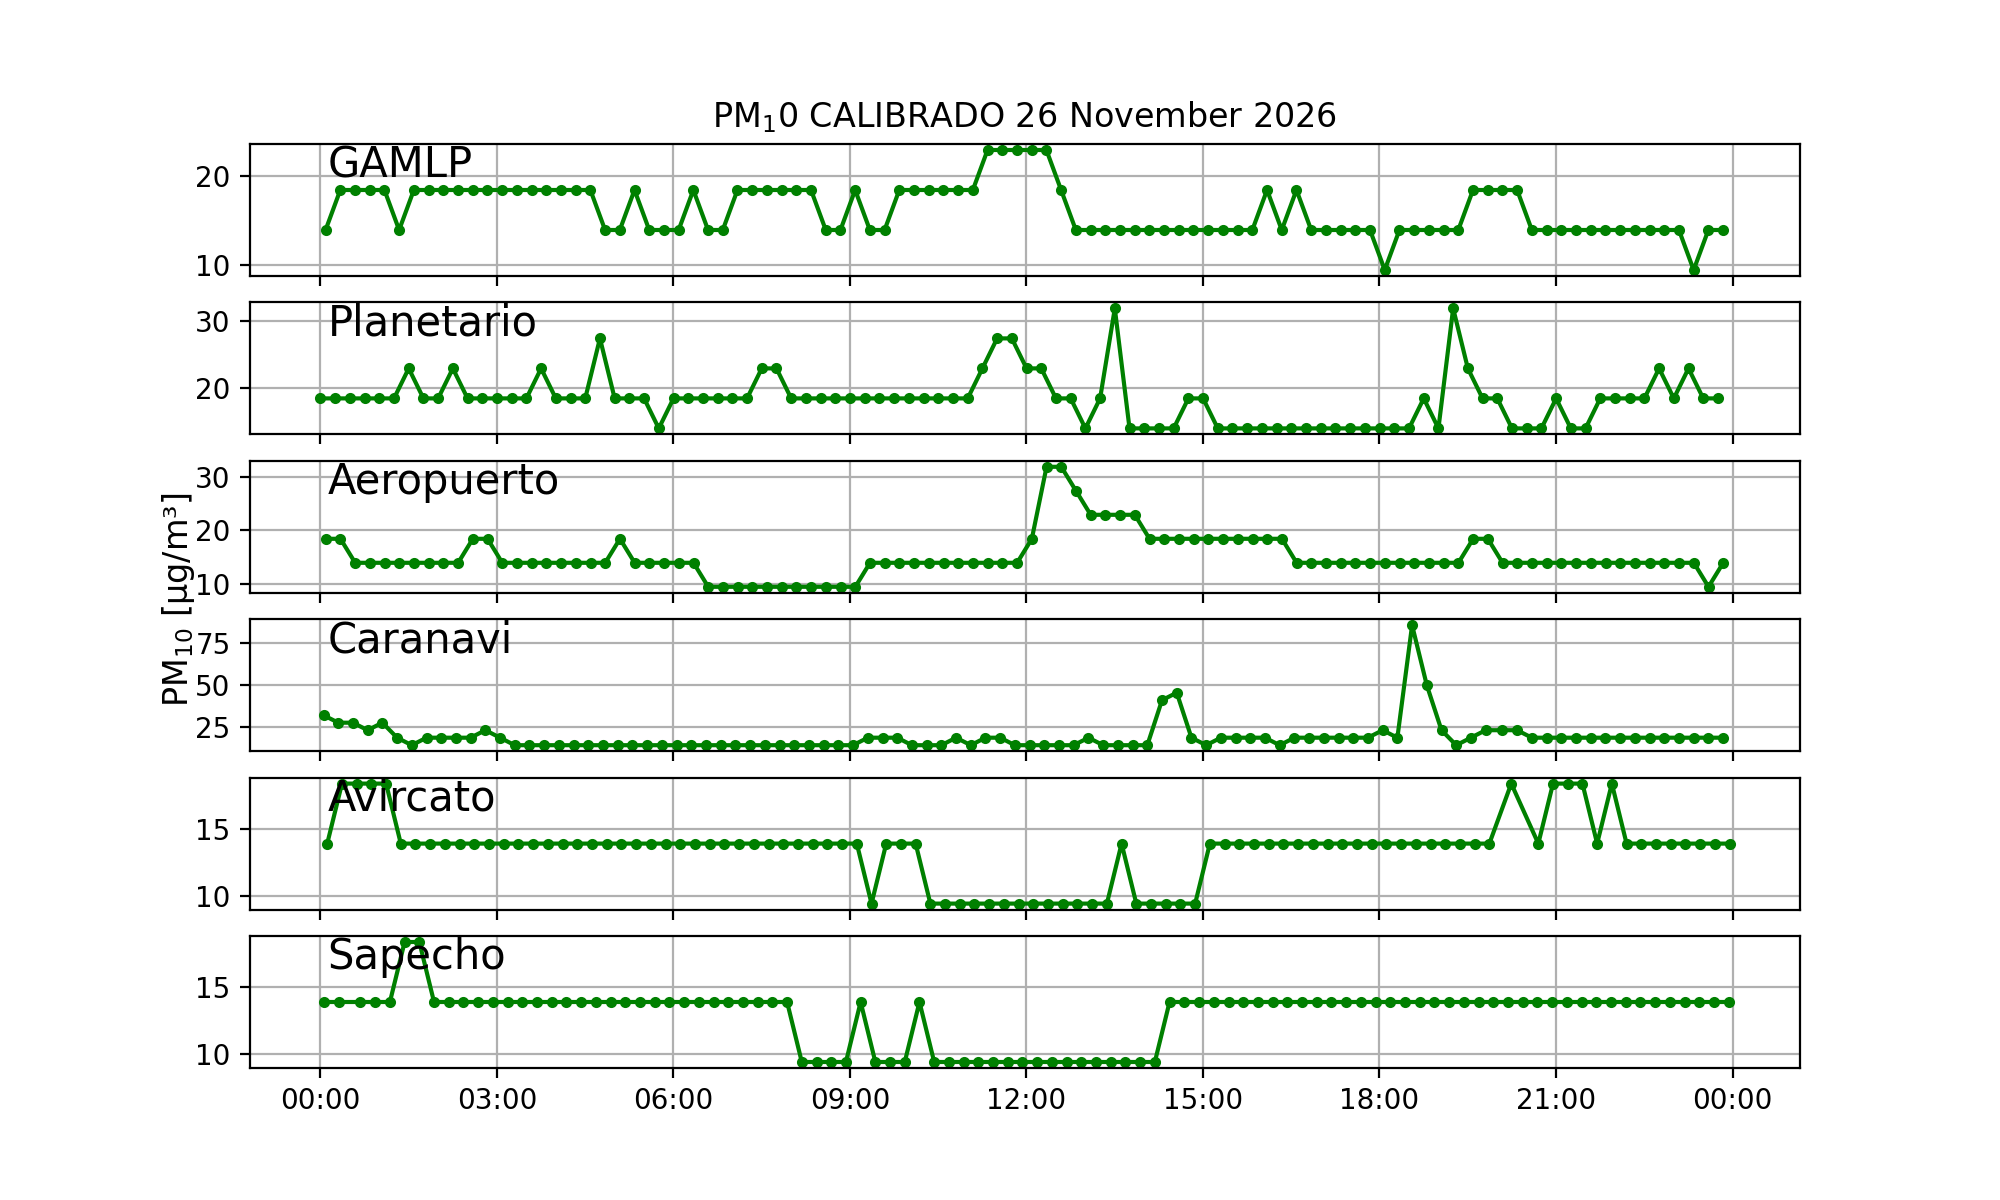 PM₁0 CALIBRADO 26 November 2026
GAMLP
20
10
Planetario
30
20
Aeropuerto
30
20
10
PM₁₀ [µg/m³]
Caranavi
75
50
25
Avircato
15
10
Sapecho
15
10
00:00 03:00 06:00 09:00 12:00 15:00 18:00 21:00 00:00